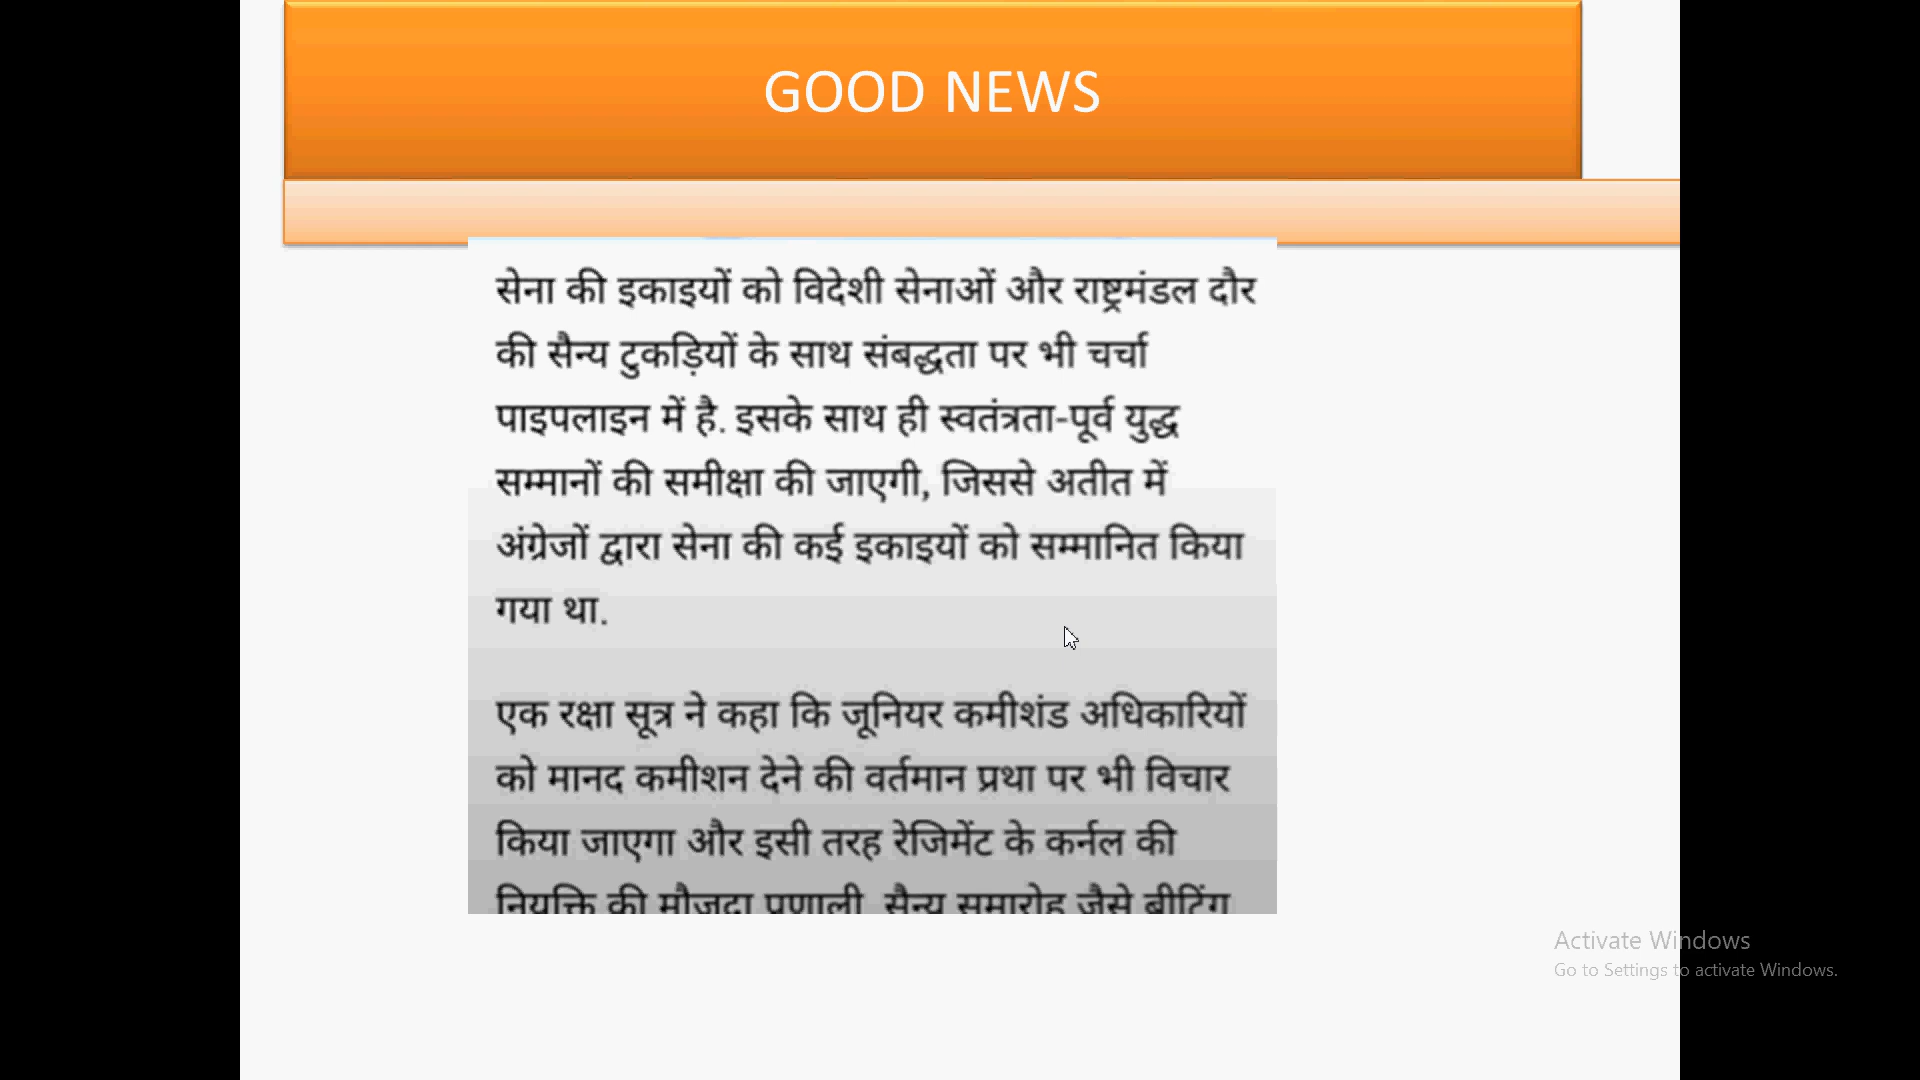 GOOD NEWS
सेना की इकाइयों को विदेशी सेनाओं और राष्ट्रमंडल दौर
की सैन्य टुकड़ियों के साथ संबद्धता पर भी चर्चा
पाइपलाइन में है. इसके साथ ही स्वतंत्रता-पूर्व युद्ध
सम्मानों की समीक्षा की जाएगी, जिससे अतीत में
अंग्रेजों द्वारा सेना की कई इकाइयों को सम्मानित किया
गया था.
एक रक्षा सूत्र ने कहा कि जूनियर कमीशंड अधिकारियों
को मानद कमीशन देने की वर्तमान प्रथा पर भी विचार
किया जाएगा और इसी तरह रेजिमेंट के कर्नल की
नियुक्ति की मौजूदा प्रणाली, सैन्य समारोह जैसे बीटिंग
Activate Windows
Go to Settings to activate Windows.